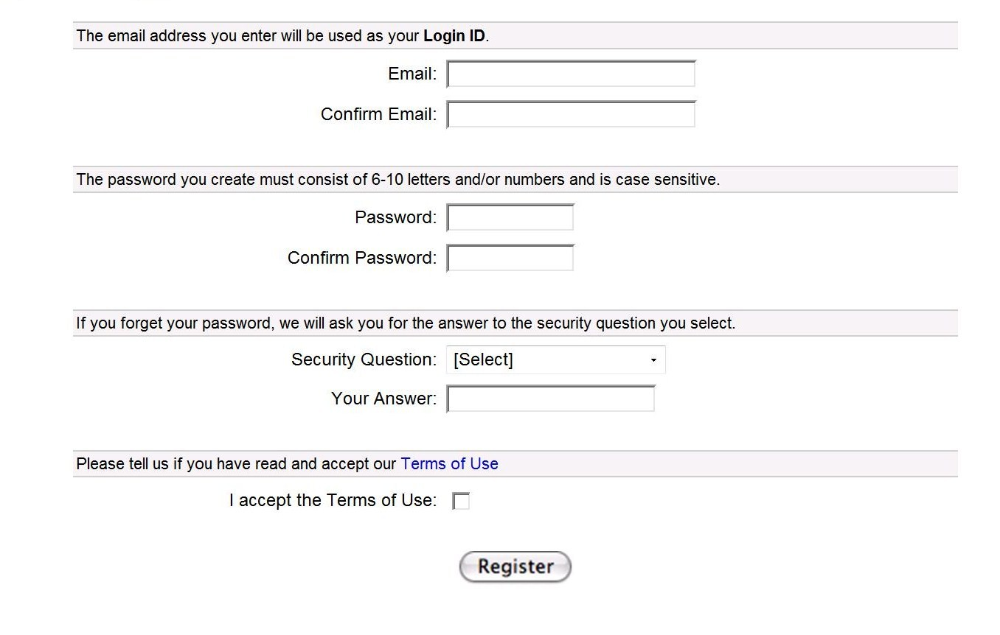 The email address you enter will be used as your Login ID.
Email:
Confirm Email:
The password you create must consist of 6-10 letters and/or numbers and is case sensitive.
Password:
Confirm Password:
If you forget your password, we will ask you for the answer to the security question you select.
Security Question: [Select]
Your Answer:
Please tell us if you have read and accept our Terms of Use
I accept the Terms of Use:
Register